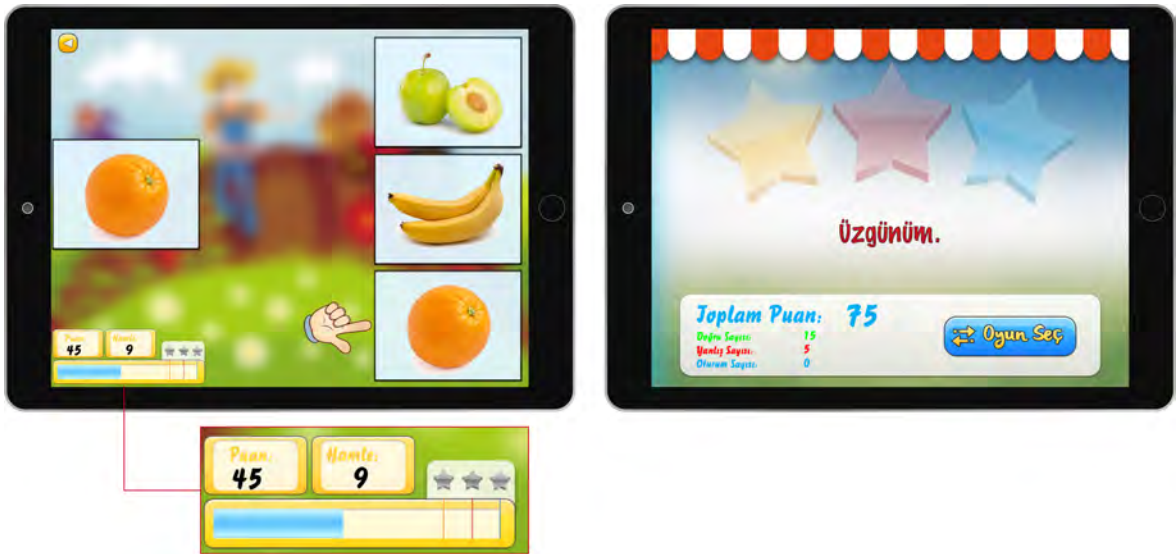 Puan:
45
Hamle:
9
Üzgünüm.
Toplam Puan: 75
Doğru Sayısı: 15
Yanlış Sayısı: 5
Oturum Sayısı: 0
Oyun Seç
Puan:
45
Hamle:
9